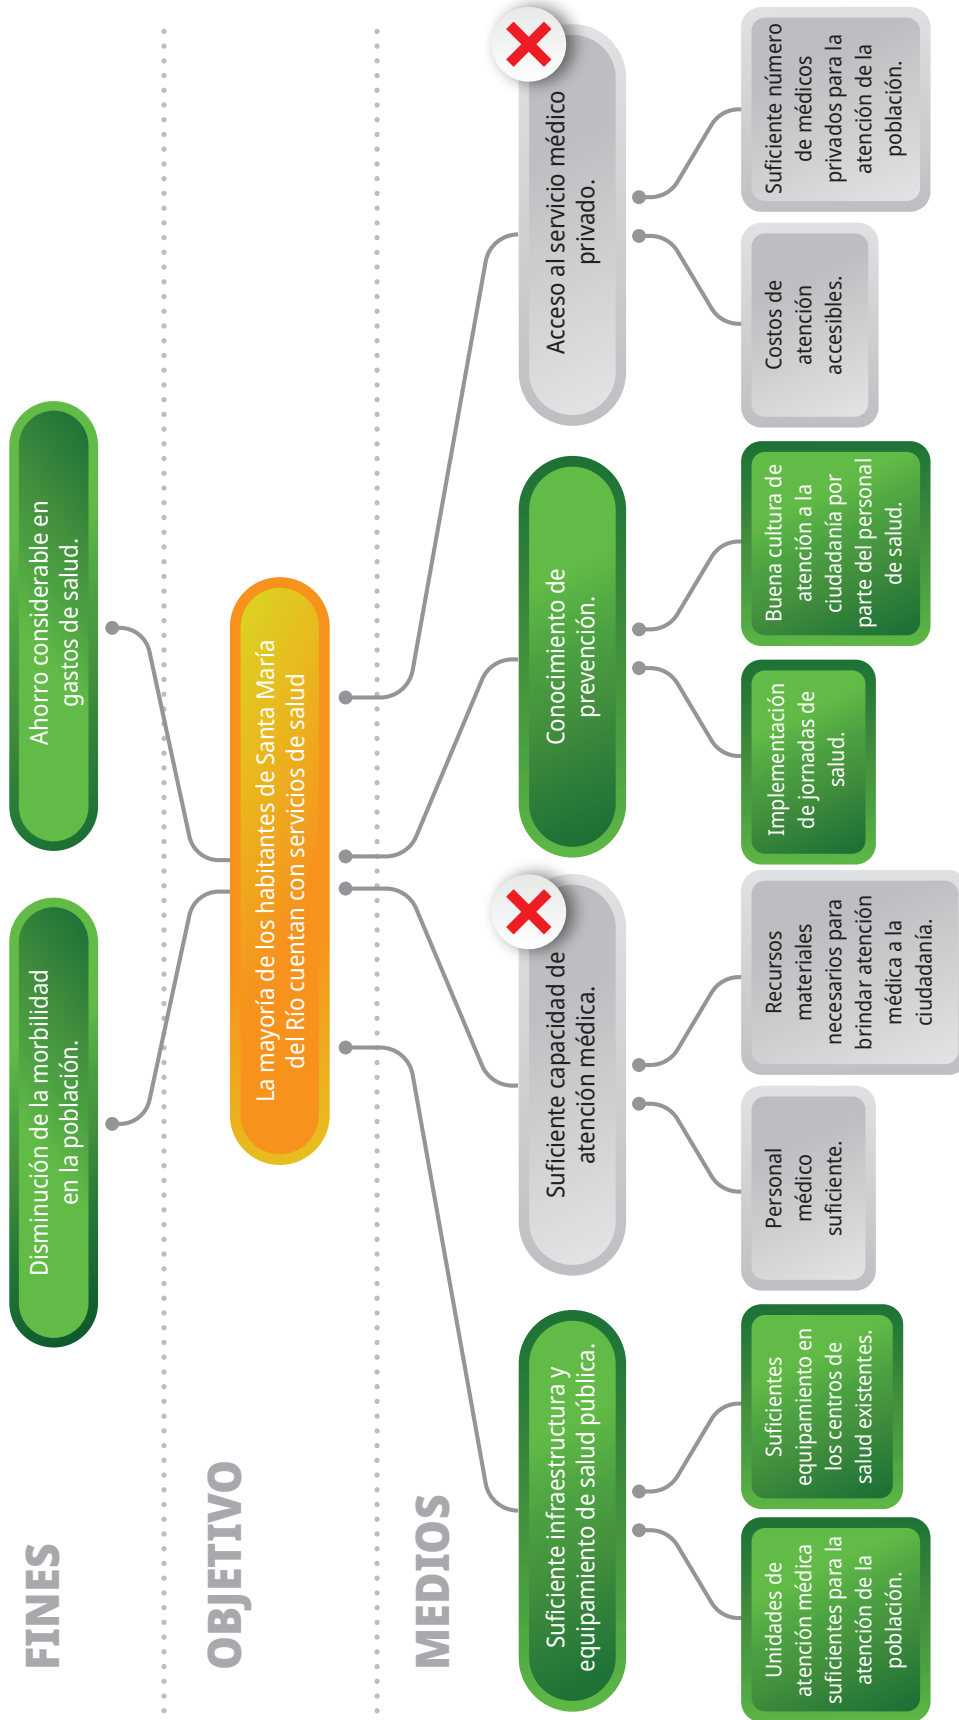 FINES
Disminución de la morbilidad
en la población.
Ahorro considerable en
gastos de salud.
OBJETIVO
La mayoría de los habitantes de Santa María
del Río cuentan con servicios de salud
MEDIOS
Suficiente infraestructura y
equipamiento de salud pública.
Suficiente capacidad de
atención médica.
Conocimiento de
prevención.
Acceso al servicio médico
privado.
Unidades de
atención médica
suficientes para la
atención de la
población.
Suficientes
equipamiento en
los centros de
salud existentes.
Personal
médico
suficiente.
Recursos
materiales
necesarios para
brindar atención
médica a la
ciudadanía.
Implementación
de jornadas de
salud.
Buena cultura de
atención a la
ciudadanía por
parte del personal
de salud.
Costos de
atención
accesibles.
Suficiente número
de médicos
privados para la
atención de la
población.